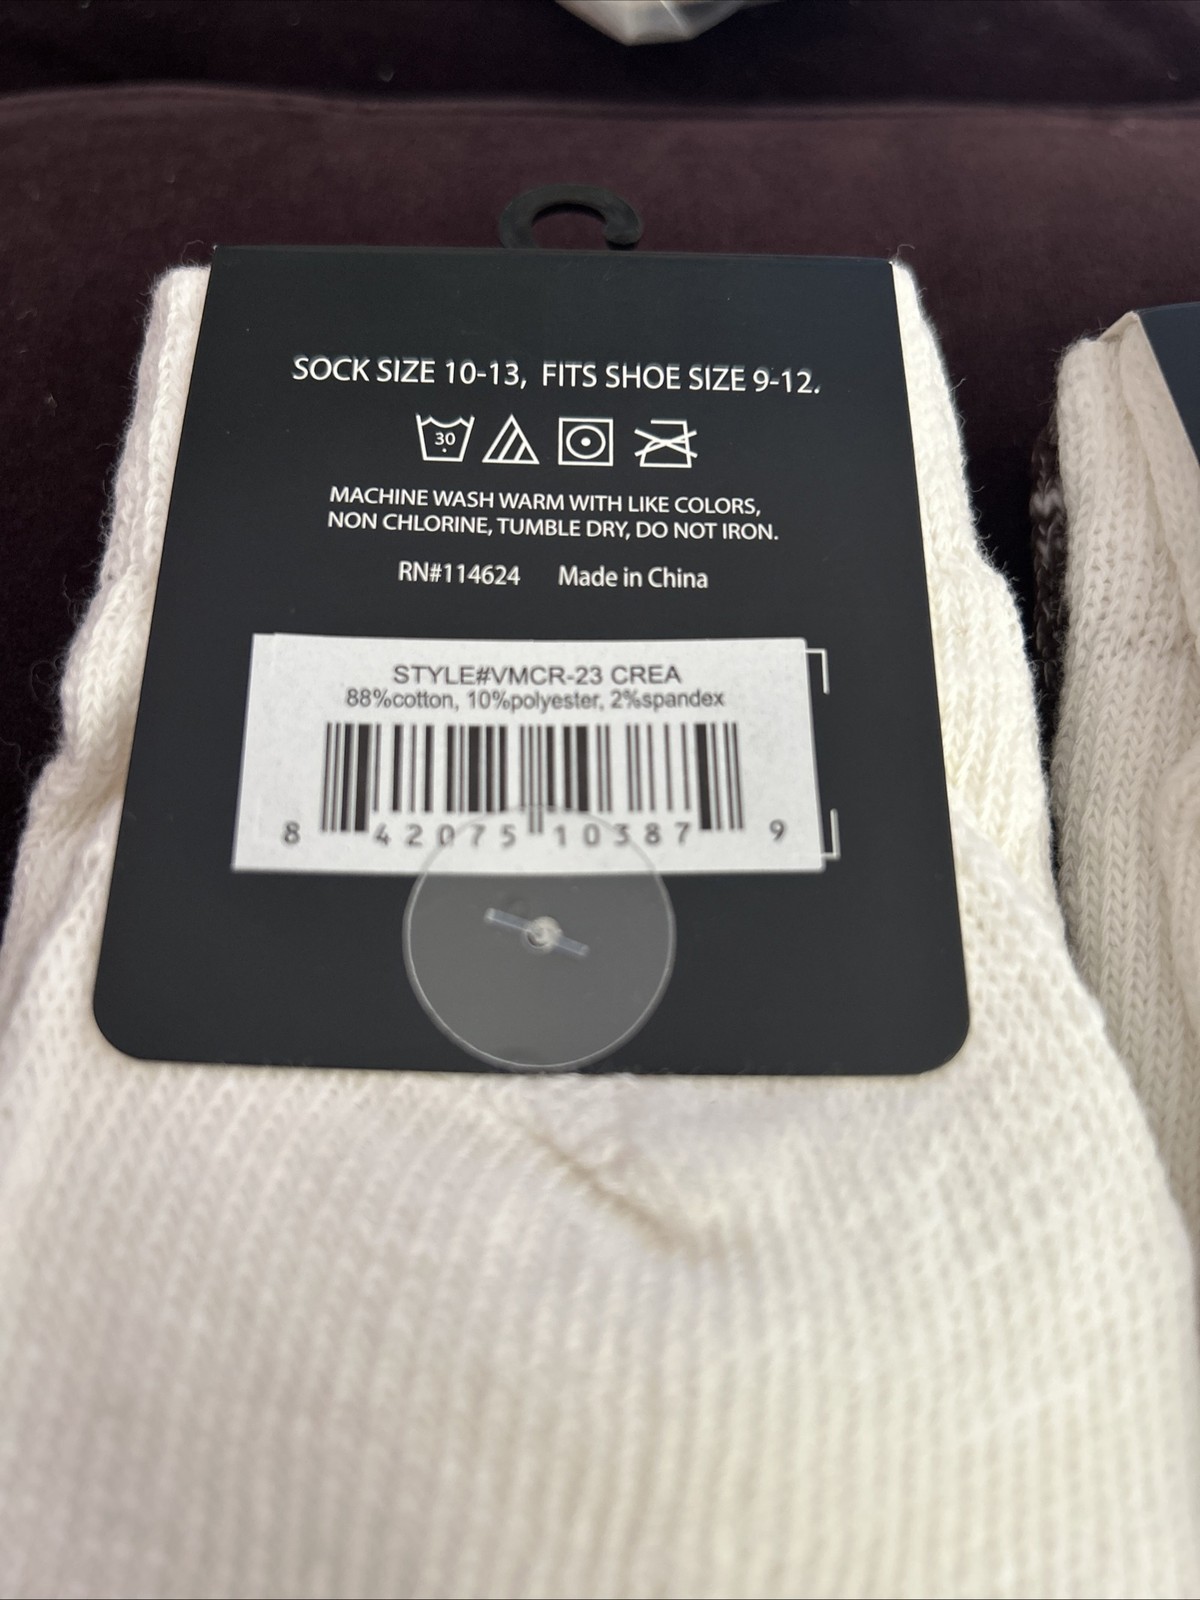 SOCK SIZE 10-13, FITS SHOE SIZE 9-12.
30
MACHINE WASH WARM WITH LIKE COLORS,
NON CHLORINE, TUMBLE DRY, DO NOT IRON.
RN#114624 Made in China
STYLE#VMCR-23 CREA
88%cotton, 10%polyester, 2%spandex
8 42075 10387 9